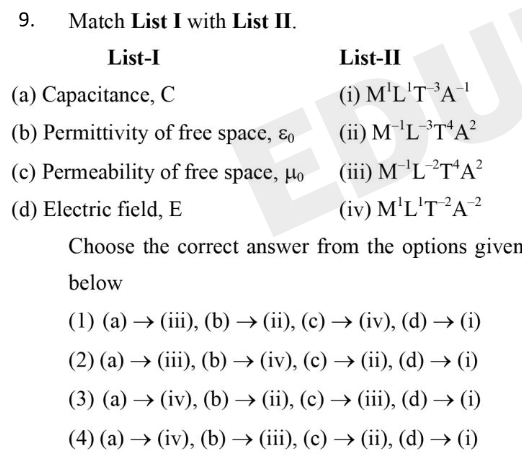 9. Match List I with List II.
List-I List-II
(a) Capacitance, C (i) M¹L¹T⁻³A⁻¹
(b) Permittivity of free space, ε₀ (ii) M⁻¹L⁻³T⁴A²
(c) Permeability of free space, μ₀ (iii) M⁻¹L⁻²T⁴A²
(d) Electric field, E (iv) M¹L¹T⁻²A⁻²
Choose the correct answer from the options given
below
(1) (a) → (iii), (b) → (ii), (c) → (iv), (d) → (i)
(2) (a) → (iii), (b) → (iv), (c) → (ii), (d) → (i)
(3) (a) → (iv), (b) → (ii), (c) → (iii), (d) → (i)
(4) (a) → (iv), (b) → (iii), (c) → (ii), (d) → (i)